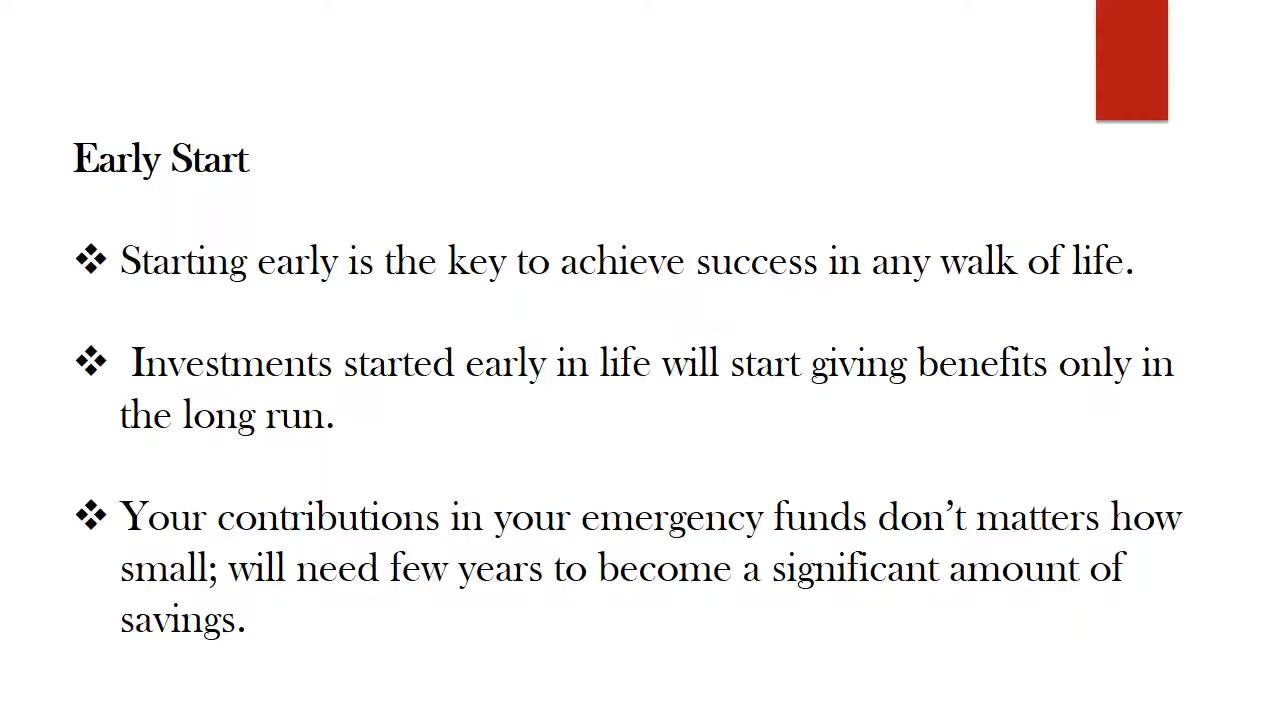 Early Start
❖ Starting early is the key to achieve success in any walk of life.
❖ Investments started early in life will start giving benefits only in
the long run.
❖ Your contributions in your emergency funds don’t matters how
small; will need few years to become a significant amount of
savings.